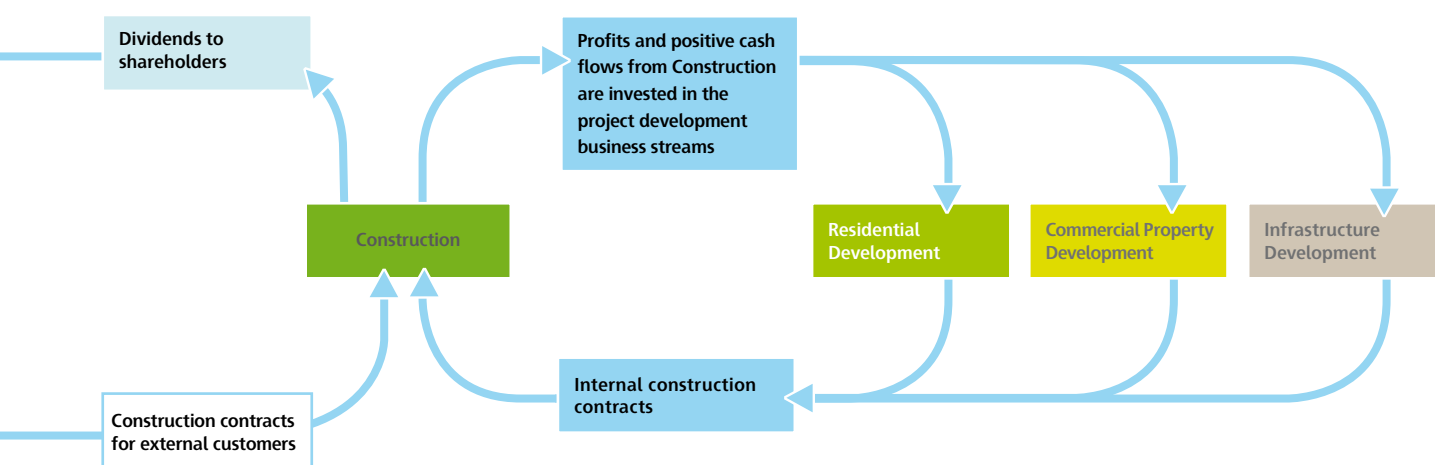 Dividends to
shareholders
Profits and positive cash
flows from Construction
are invested in the
project development
business streams
Construction
Residential
Development
Commercial Property
Development
Infrastructure
Development
Internal construction
contracts
Construction contracts
for external customers